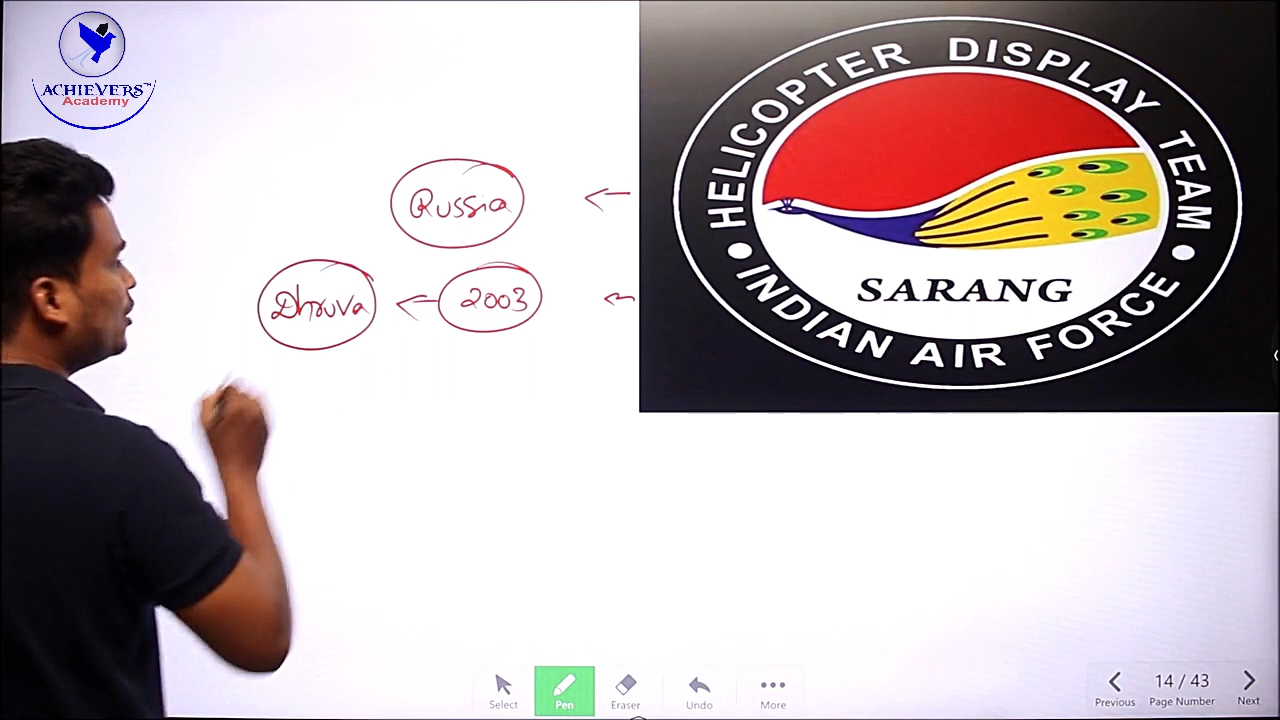 ACHIEVERS™
Academy
Russia
Dhruva
2003
HELICOPTER DISPLAY TEAM
SARANG
INDIAN AIR FORCE
Select
Pen
Eraser
Undo
More
Previous
14 / 43
Page Number
Next